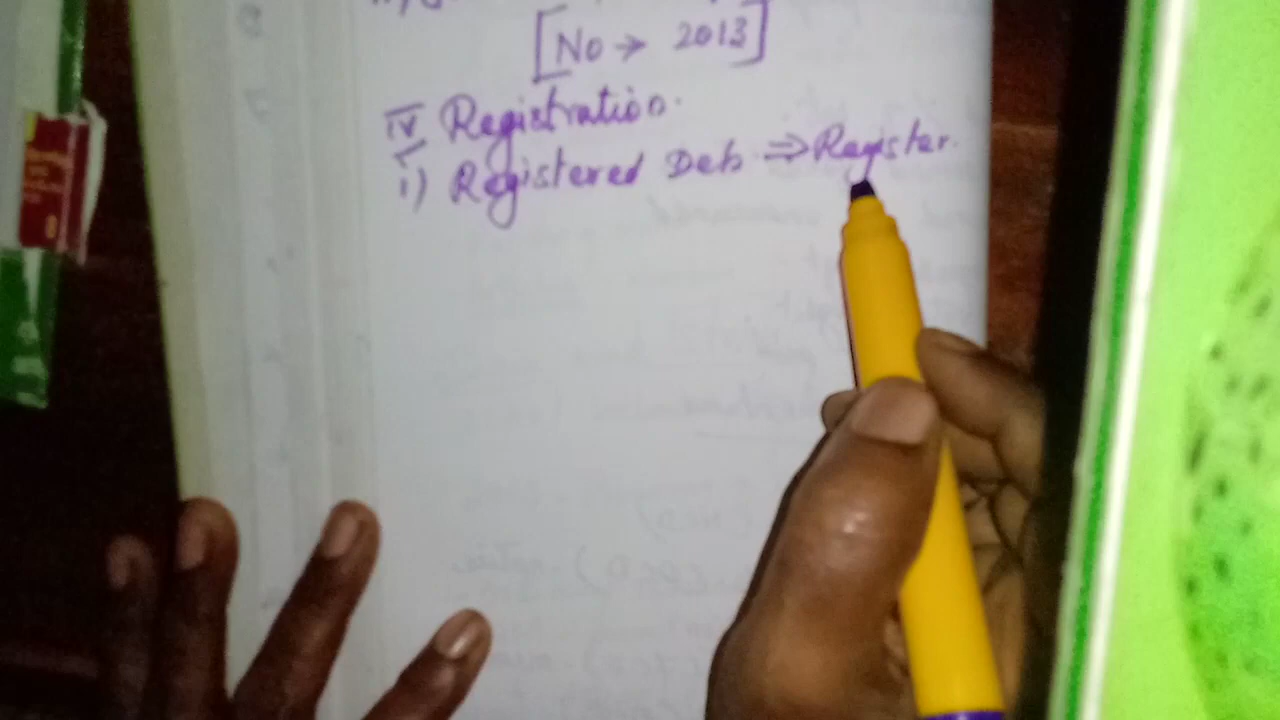 [No → 2013]
IV Registration.
i) Registered Deb ⇒ Register.